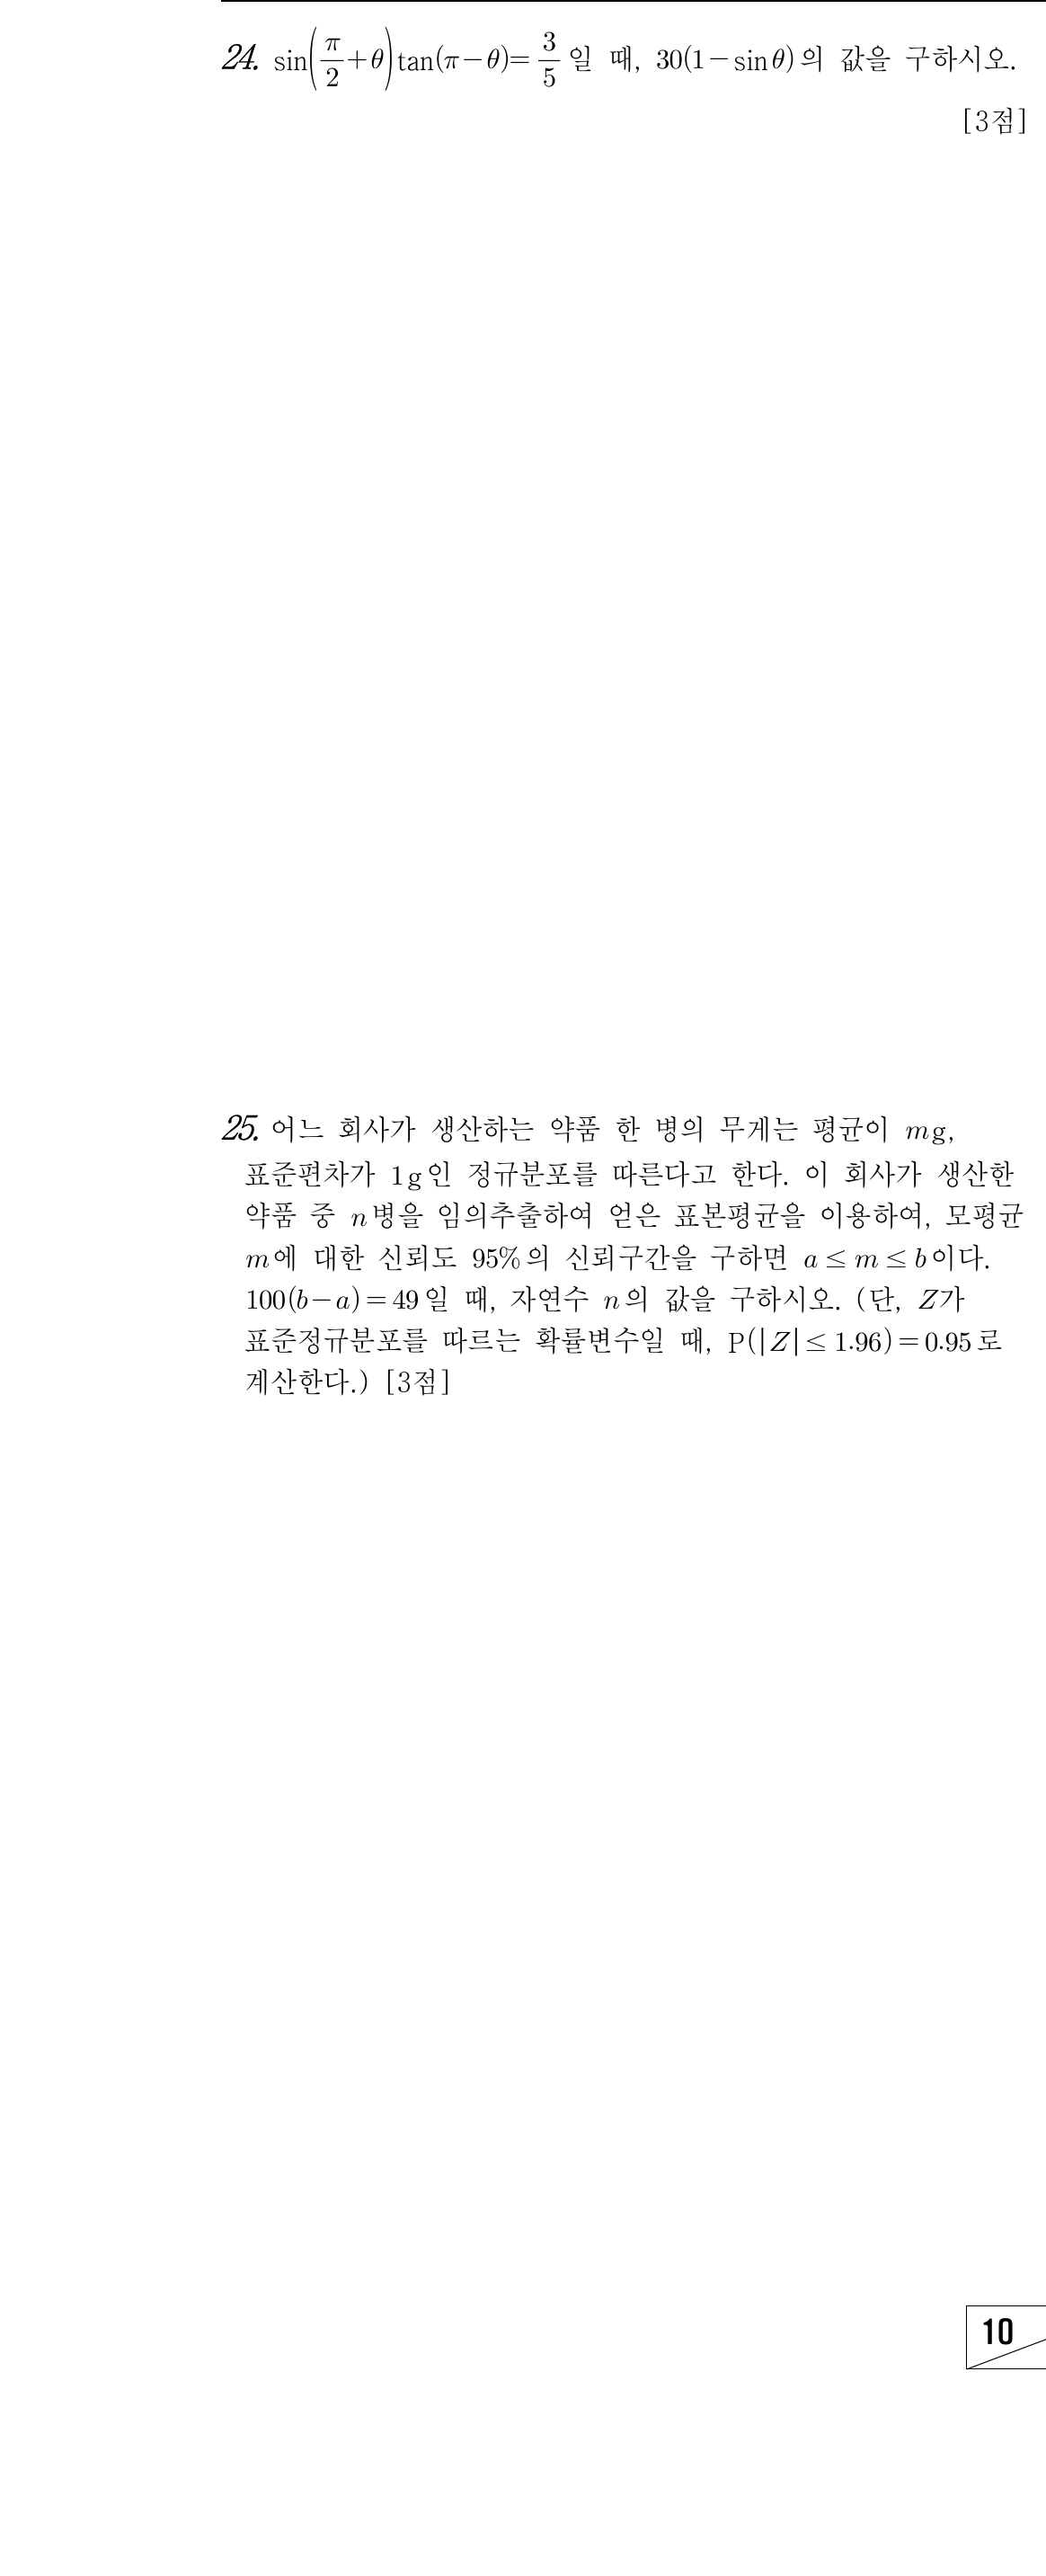 24. sin(π/2+θ)tan(π−θ)=3/5 일 때, 30(1−sinθ)의 값을 구하시오.
[3점]
25. 어느 회사가 생산하는 약품 한 병의 무게는 평균이 mg,
표준편차가 1g인 정규분포를 따른다고 한다. 이 회사가 생산한
약품 중 n병을 임의추출하여 얻은 표본평균을 이용하여, 모평균
m에 대한 신뢰도 95%의 신뢰구간을 구하면 a≤m≤b이다.
100(b−a)=49일 때, 자연수 n의 값을 구하시오. (단, Z가
표준정규분포를 따르는 확률변수일 때, P(|Z|≤1.96)=0.95로
계산한다.) [3점]
10